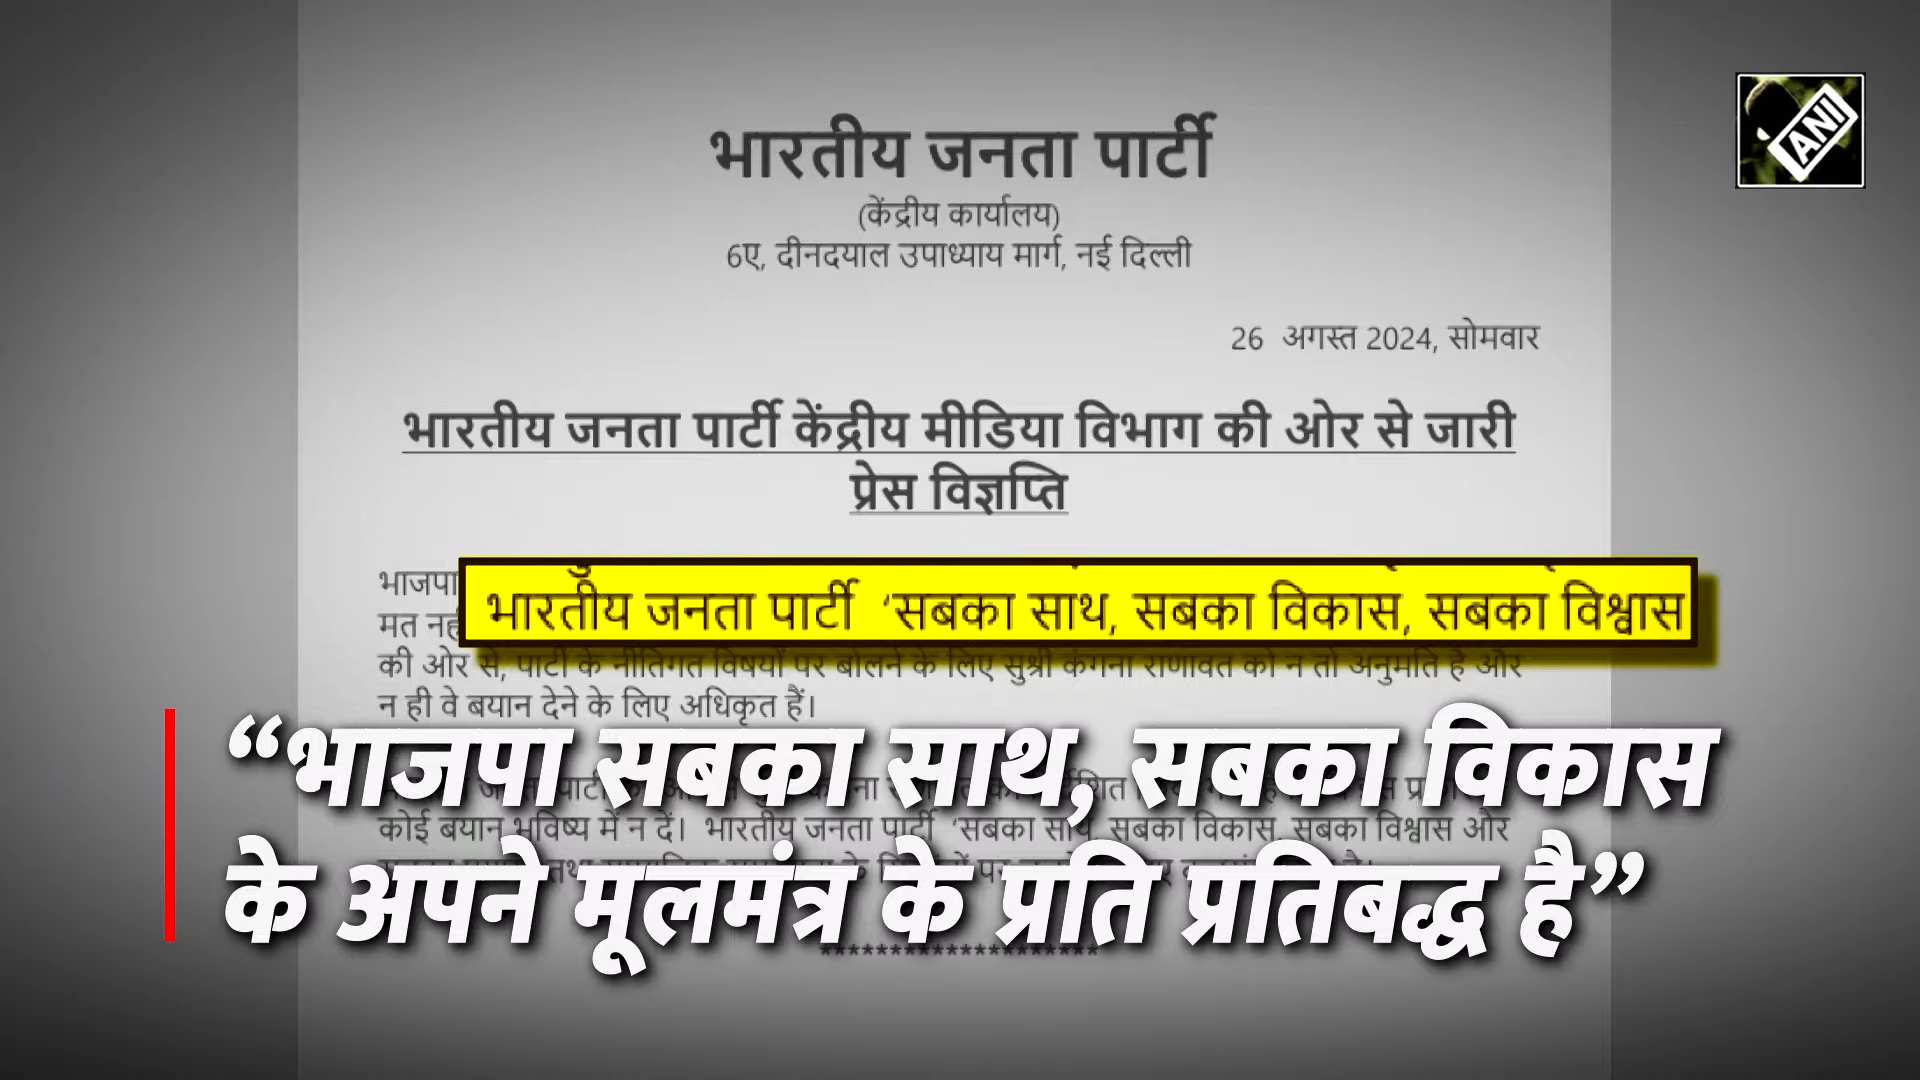 भारतीय जनता पार्टी
(केंद्रीय कार्यालय)
6ए, दीनदयाल उपाध्याय मार्ग, नई दिल्ली
ANI
26 अगस्त 2024, सोमवार
भारतीय जनता पार्टी केंद्रीय मीडिया विभाग की ओर से जारी
प्रेस विज्ञप्ति
भाजपा
भारतीय जनता पार्टी ‘सबका साथ, सबका विकास, सबका विश्वास
मत नहीं
की ओर से, पार्टी के नीतिगत विषयों पर बोलने के लिए सुश्री कंगना राणावत को न तो अनुमति है और
न ही वे बयान देने के लिए अधिकृत हैं।
“भाजपा सबका साथ, सबका विकास
के अपने मूलमंत्र के प्रति प्रतिबद्ध है”
कोई बयान भविष्य में न दें। भारतीय जनता पार्टी ‘सबका साथ, सबका विकास, सबका विश्वास और
********************